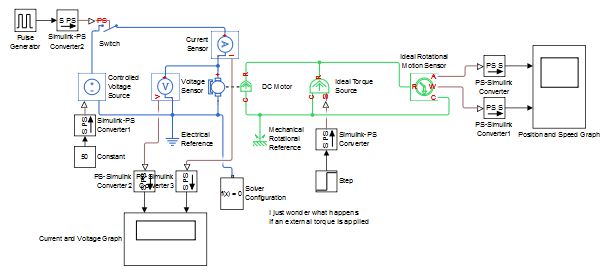 Pulse
Generator
S PS
Simulink-PS
Converter2
PS
Switch
Current
Sensor
A
I
Controlled
Voltage
Source
V
V
Voltage
Sensor
C
R
DC Motor
C
S
R
Ideal Torque
Source
Ideal Rotational
Motion Sensor
R
A
W
C
PS S
PS-Simulink
Converter
PS S
PS-Simulink
Converter1
Position and Speed Graph
S PS
Simulink-PS
Converter1
50
Constant
Electrical
Reference
Mechanical
Rotational
Reference
S PS
Simulink-PS
Converter
Step
PS-Simulink
Converter2
PS-Simulink
Converter3
f(x) = 0
Solver
Configuration
I just wonder what happens
if an external torque is applied
Current and Voltage Graph